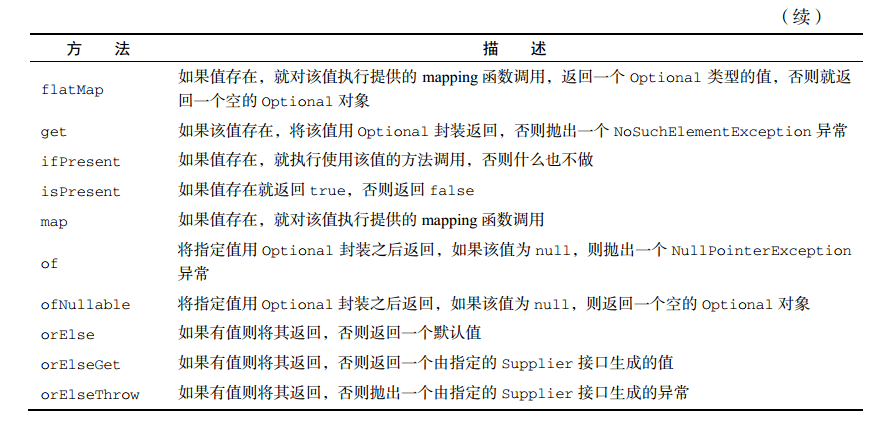 （续）
方 法 描 述
flatMap 如果值存在，就对该值执行提供的 mapping 函数调用，返回一个 Optional 类型的值，否则就返
回一个空的 Optional 对象
get 如果该值存在，将该值用 Optional 封装返回，否则抛出一个 NoSuchElementException 异常
ifPresent 如果值存在，就执行使用该值的方法调用，否则什么也不做
isPresent 如果值存在就返回 true，否则返回 false
map 如果值存在，就对该值执行提供的 mapping 函数调用
of 将指定值用 Optional 封装之后返回，如果该值为 null，则抛出一个 NullPointerException
异常
ofNullable 将指定值用 Optional 封装之后返回，如果该值为 null，则返回一个空的 Optional 对象
orElse 如果有值则将其返回，否则返回一个默认值
orElseGet 如果有值则将其返回，否则返回一个由指定的 Supplier 接口生成的值
orElseThrow 如果有值则将其返回，否则抛出一个由指定的 Supplier 接口生成的异常